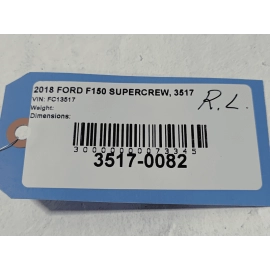 2018 FORD F150 SUPERCREW, 3517
R.L.
VIN: FC13517
Weight:
Dimensions:
3000000073345
3517-0082